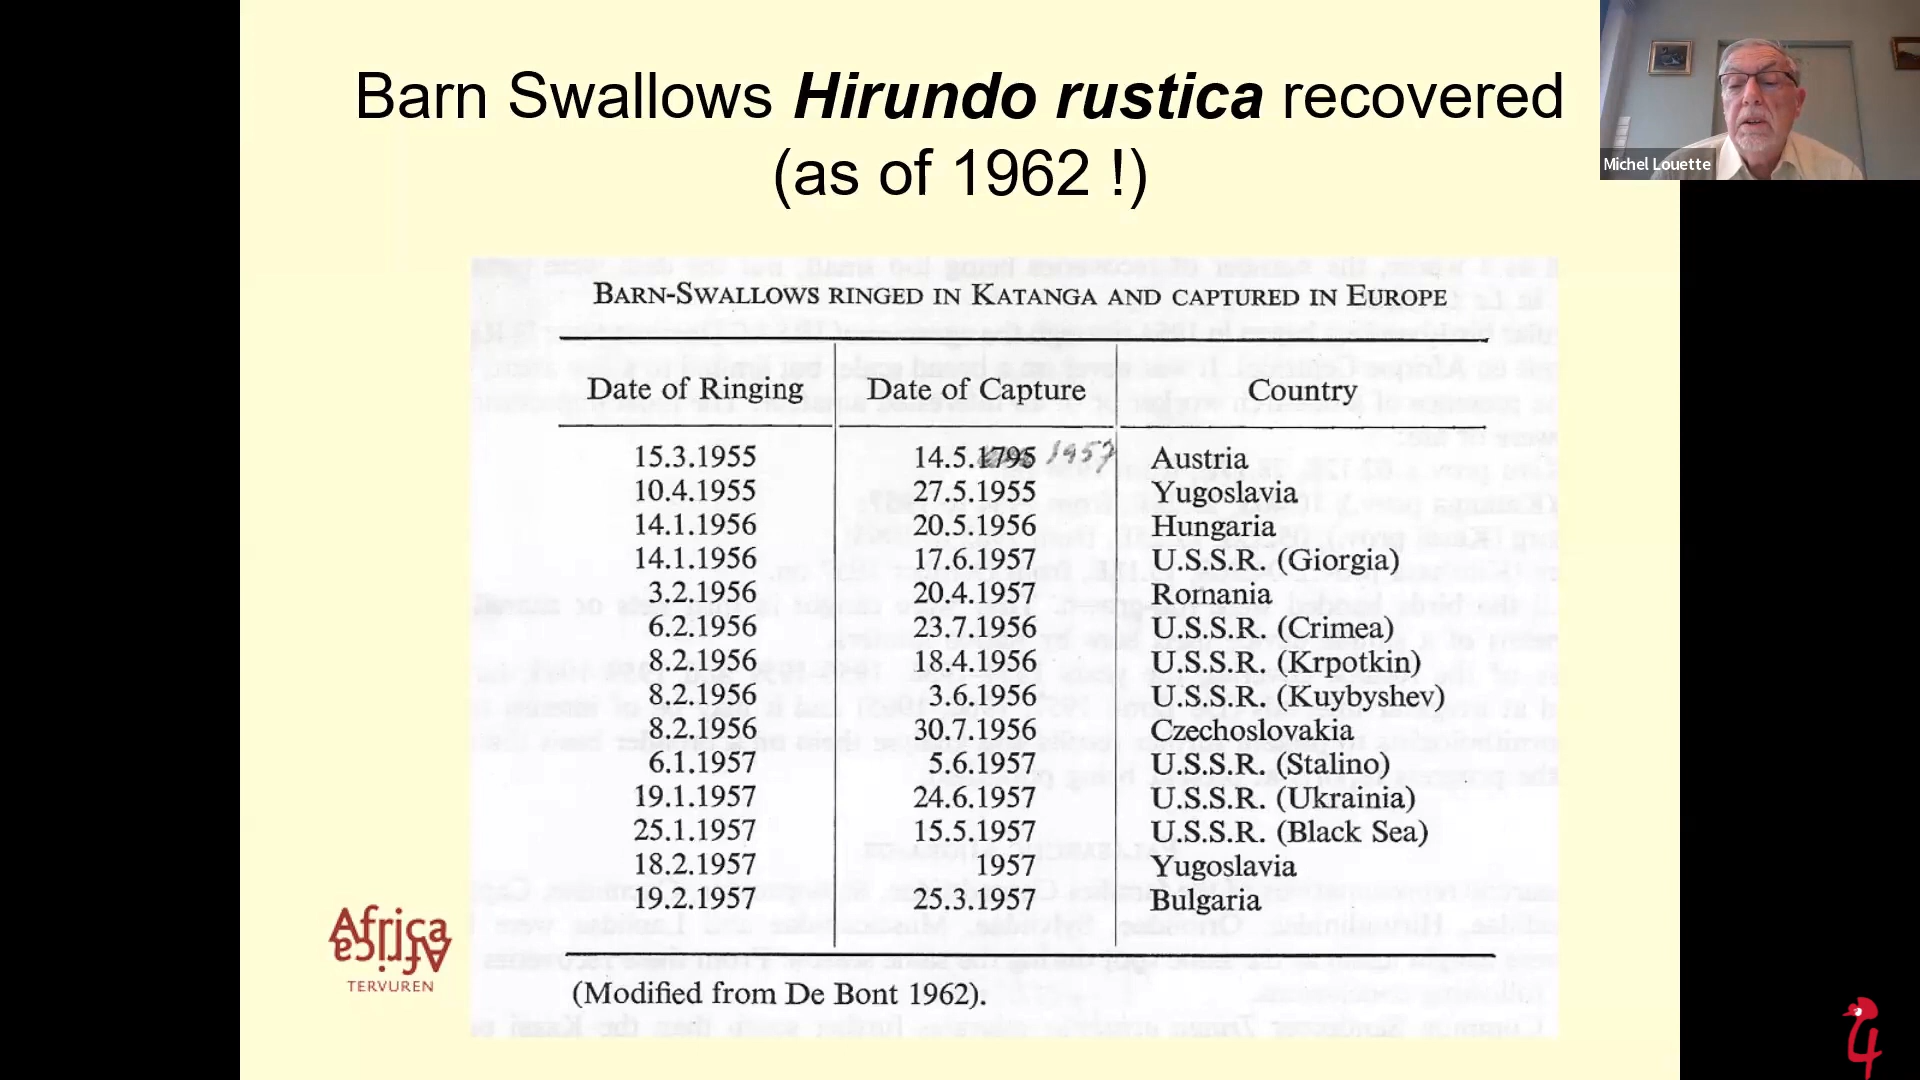 Barn Swallows Hirundo rustica recovered
(as of 1962 !)
Michel Louette
BARN-SWALLOWS RINGED IN KATANGA AND CAPTURED IN EUROPE
Date of Ringing Date of Capture Country
15.3.1955 14.5.1795 1957 Austria
10.4.1955 27.5.1955 Yugoslavia
14.1.1956 20.5.1956 Hungaria
14.1.1956 17.6.1957 U.S.S.R. (Giorgia)
3.2.1956 20.4.1957 Romania
6.2.1956 23.7.1956 U.S.S.R. (Crimea)
8.2.1956 18.4.1956 U.S.S.R. (Krpotkin)
8.2.1956 3.6.1956 U.S.S.R. (Kuybyshev)
8.2.1956 30.7.1956 Czechoslovakia
6.1.1957 5.6.1957 U.S.S.R. (Stalino)
19.1.1957 24.6.1957 U.S.S.R. (Ukrainia)
25.1.1957 15.5.1957 U.S.S.R. (Black Sea)
18.2.1957 1957 Yugoslavia
19.2.1957 25.3.1957 Bulgaria
(Modified from De Bont 1962).
Africa
Africa
TERVUREN
4